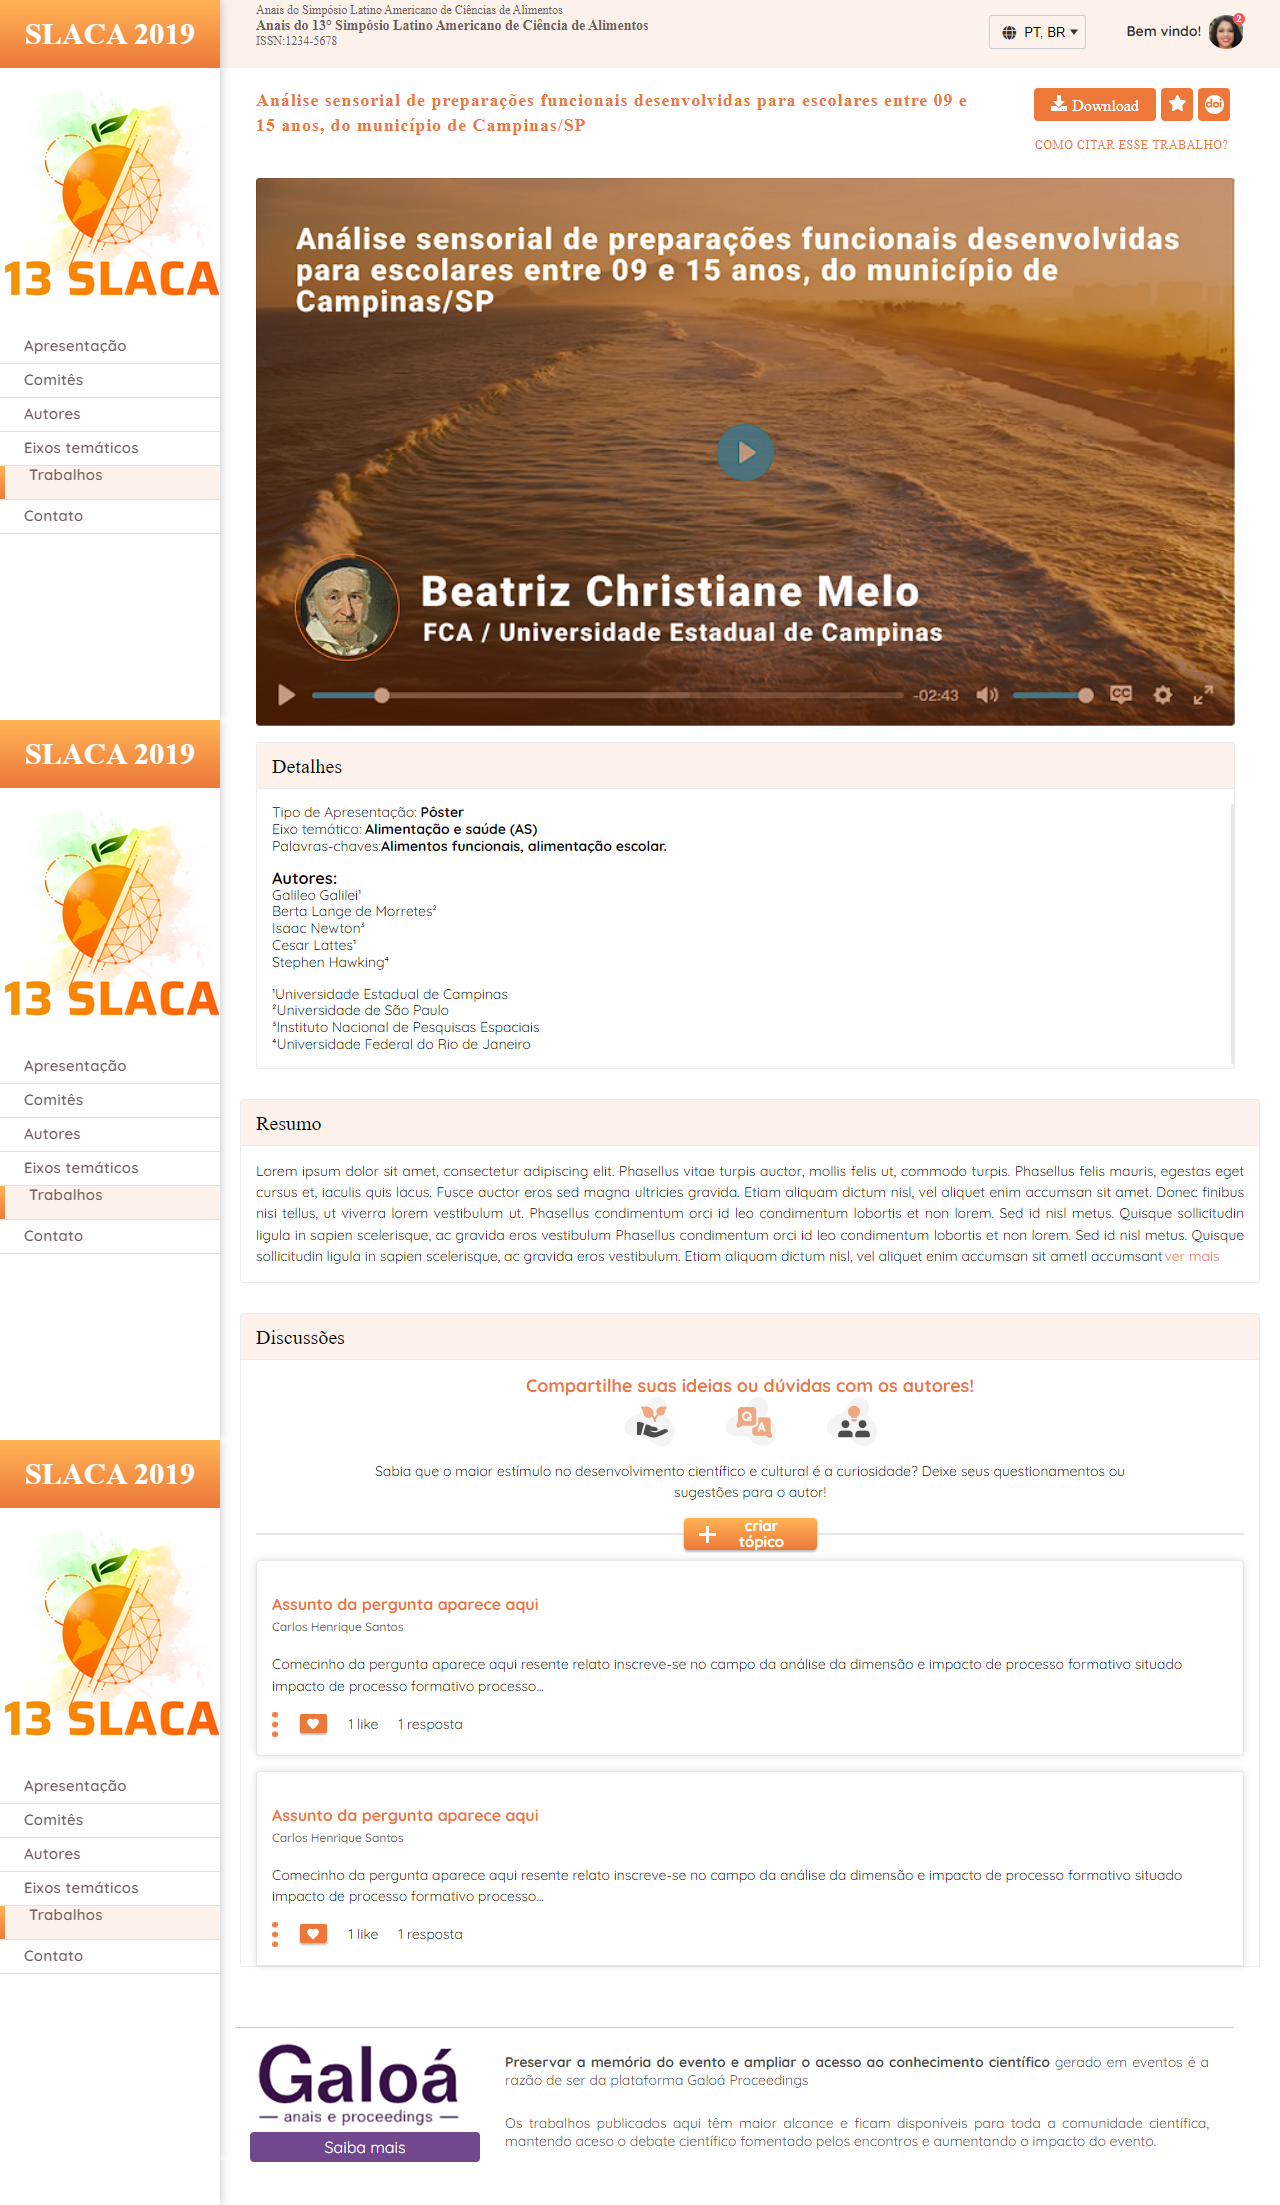 SLACA 2019
Anais do Simpósio Latino Americano de Ciências de Alimentos
Anais do 13° Simpósio Latino Americano de Ciência de Alimentos
ISSN:1234-5678
PT, BR
Bem vindo!
2
13 SLACA
Apresentação
Comitês
Autores
Eixos temáticos
Trabalhos
Contato
Análise sensorial de preparações funcionais desenvolvidas para escolares entre 09 e
15 anos, do município de Campinas/SP
Download
doi
COMO CITAR ESSE TRABALHO?
Análise sensorial de preparações funcionais desenvolvidas
para escolares entre 09 e 15 anos, do município de
Campinas/SP
Beatriz Christiane Melo
FCA / Universidade Estadual de Campinas
-02:43
CC
SLACA 2019
13 SLACA
Apresentação
Comitês
Autores
Eixos temáticos
Trabalhos
Contato
Detalhes
Tipo de Apresentação: Pôster
Eixo temático: Alimentação e saúde (AS)
Palavras-chaves:Alimentos funcionais, alimentação escolar.
Autores:
Galileo Galilei¹
Berta Lange de Morretes²
Isaac Newton³
Cesar Lattes¹
Stephen Hawking⁴
¹Universidade Estadual de Campinas
²Universidade de São Paulo
³Instituto Nacional de Pesquisas Espaciais
⁴Universidade Federal do Rio de Janeiro
Resumo
Lorem ipsum dolor sit amet, consectetur adipiscing elit. Phasellus vitae turpis auctor, mollis felis ut, commodo turpis. Phasellus felis mauris, egestas eget
cursus et, iaculis quis lacus. Fusce auctor eros sed magna ultricies gravida. Etiam aliquam dictum nisl, vel aliquet enim accumsan sit amet. Donec finibus
nisi tellus, ut viverra lorem vestibulum ut. Phasellus condimentum orci id leo condimentum lobortis et non lorem. Sed id nisl metus. Quisque sollicitudin
ligula in sapien scelerisque, ac gravida eros vestibulum Phasellus condimentum orci id leo condimentum lobortis et non lorem. Sed id nisl metus. Quisque
sollicitudin ligula in sapien scelerisque, ac gravida eros vestibulum. Etiam aliquam dictum nisl, vel aliquet enim accumsan sit ametl accumsant ver mais
Discussões
Compartilhe suas ideias ou dúvidas com os autores!
Q
A
Sabia que o maior estímulo no desenvolvimento científico e cultural é a curiosidade? Deixe seus questionamentos ou
sugestões para o autor!
criar
tópico
SLACA 2019
13 SLACA
Apresentação
Comitês
Autores
Eixos temáticos
Trabalhos
Contato
Assunto da pergunta aparece aqui
Carlos Henrique Santos
Comecinho da pergunta aparece aqui resente relato inscreve-se no campo da análise da dimensão e impacto de processo formativo situado
impacto de processo formativo processo...
1 like 1 resposta
Assunto da pergunta aparece aqui
Carlos Henrique Santos
Comecinho da pergunta aparece aqui resente relato inscreve-se no campo da análise da dimensão e impacto de processo formativo situado
impacto de processo formativo processo...
1 like 1 resposta
Galoá
anais e proceedings
Saiba mais
Preservar a memória do evento e ampliar o acesso ao conhecimento científico gerado em eventos é a
razão de ser da plataforma Galoá Proceedings
Os trabalhos publicados aqui têm maior alcance e ficam disponíveis para toda a comunidade científica,
mantendo aceso o debate científico fomentado pelos encontros e aumentando o impacto do evento.